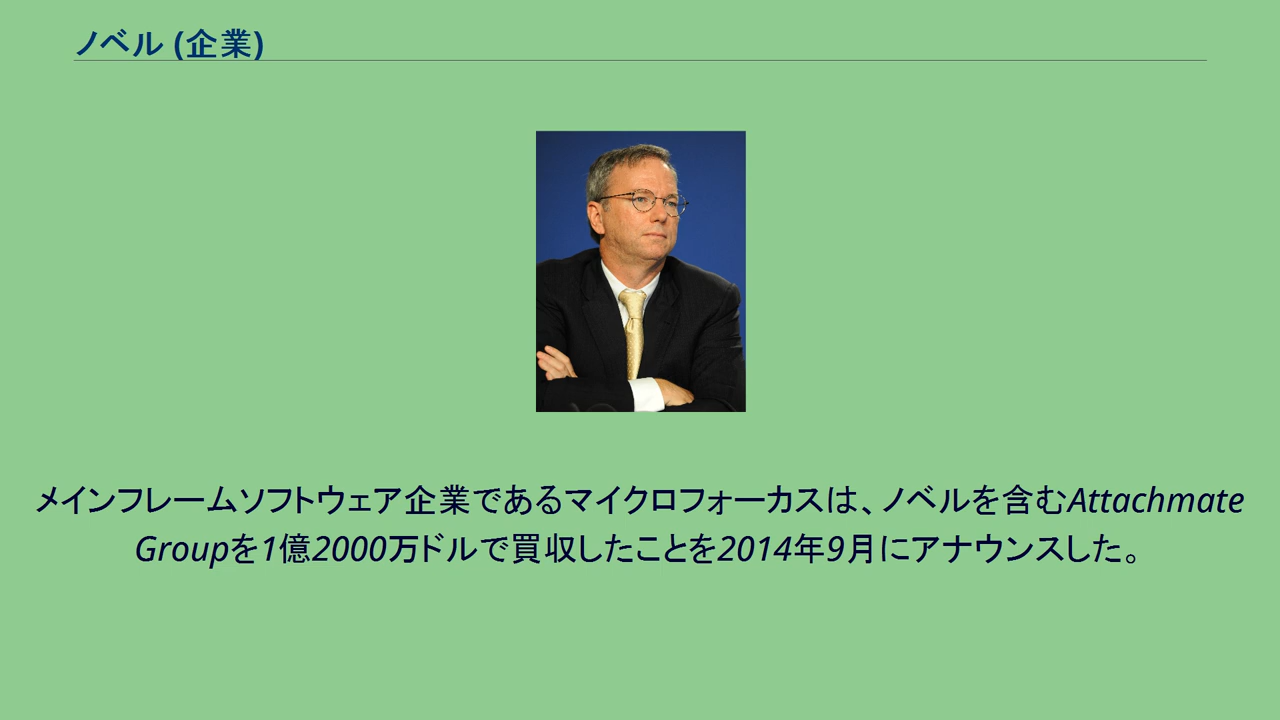 ノベル (企業)
メインフレームソフトウェア企業であるマイクロフォーカスは、ノベルを含むAttachmate
Groupを1億2000万ドルで買収したことを2014年9月にアナウンスした。